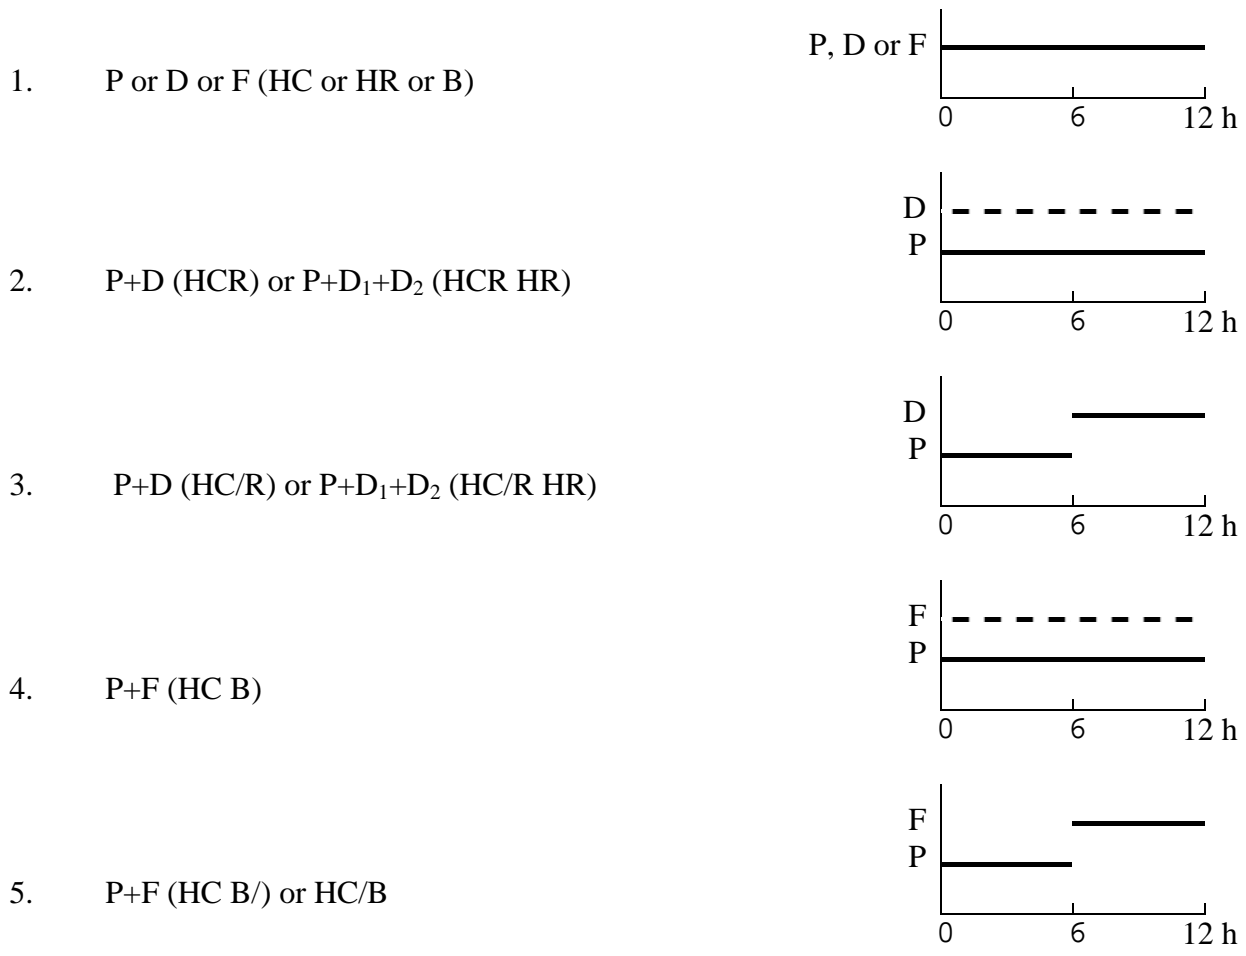 P, D or F
1. P or D or F (HC or HR or B)
0 6 12 h
D
P
2. P+D (HCR) or P+D₁+D₂ (HCR HR)
0 6 12 h
D
P
3. P+D (HC/R) or P+D₁+D₂ (HC/R HR)
0 6 12 h
F
P
4. P+F (HC B)
0 6 12 h
F
P
5. P+F (HC B/) or HC/B
0 6 12 h